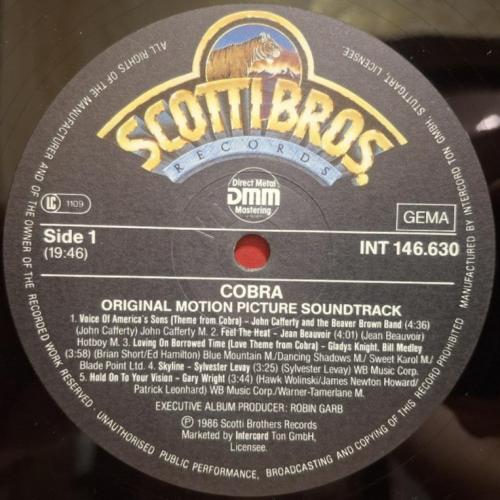 ALL RIGHTS OF THE MANUFACTURER AND OF THE OWNER OF THE RECORDED WORK RESERVED · UNAUTHORISED PUBLIC PERFORMANCE, BROADCASTING AND COPYING OF THIS RECORD PROHIBITED · MANUFACTURED BY INTERCORD TON GMBH, STUTTGART, LICENSEE.
SCOTTI BROS.
RECORDS
LC 1109
Direct Metal
DMM
Mastering
GEMA
Side 1
(19:46)
INT 146.630
COBRA
ORIGINAL MOTION PICTURE SOUNDTRACK
1. Voice Of America's Sons (Theme from Cobra) – John Cafferty and the Beaver Brown Band (4:36)
(John Cafferty) John Cafferty M. 2. Feel The Heat – Jean Beauvoir (4:01) (Jean Beauvoir)
Hotboy M. 3. Loving On Borrowed Time (Love Theme from Cobra) – Gladys Knight, Bill Medley
(3:58) (Brian Short/Ed Hamilton) Blue Mountain M./Dancing Shadows M./ Sweet Karol M./
Blade Point Ltd. 4. Skyline – Sylvester Levay (3:25) (Sylvester Levay) WB Music Corp.
5. Hold On To Your Vision – Gary Wright (3:44) (Hawk Wolinski/James Newton Howard/
Patrick Leonhard) WB Music Corp./Warner-Tamerlane M.
EXECUTIVE ALBUM PRODUCER: ROBIN GARB
Ⓟ 1986 Scotti Brothers Records
Marketed by Intercord Ton GmbH,
Licensee.